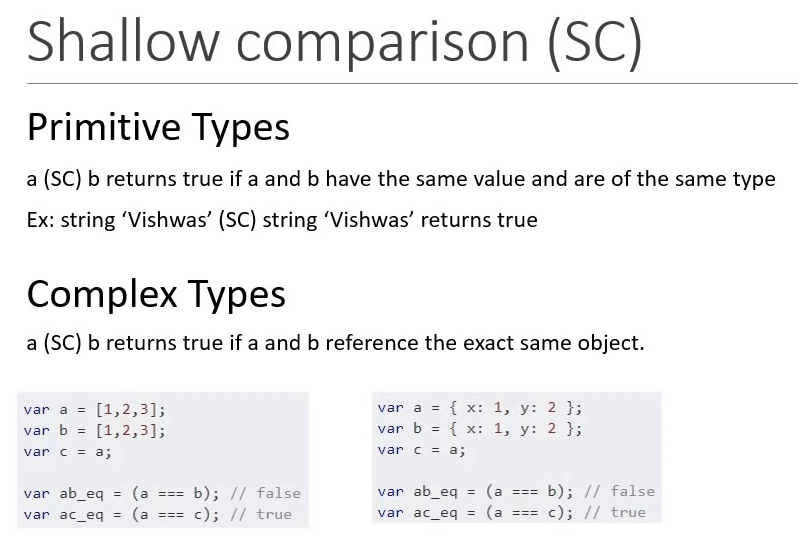 Shallow comparison (SC)
Primitive Types
a (SC) b returns true if a and b have the same value and are of the same type
Ex: string ‘Vishwas’ (SC) string ‘Vishwas’ returns true
Complex Types
a (SC) b returns true if a and b reference the exact same object.
var a = [1,2,3];
var b = [1,2,3];
var c = a;
var ab_eq = (a === b); // false
var ac_eq = (a === c); // true
var a = { x: 1, y: 2 };
var b = { x: 1, y: 2 };
var c = a;
var ab_eq = (a === b); // false
var ac_eq = (a === c); // true